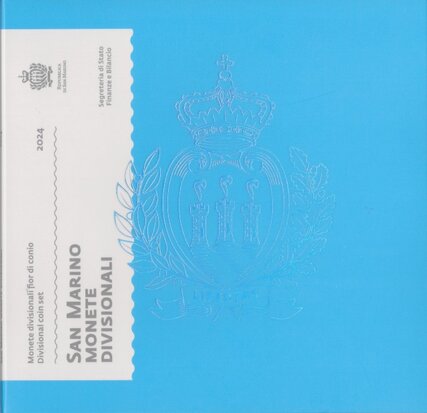 REPUBBLICA
DI SAN MARINO
Segreteria di Stato
Finanze e Bilancio
2024
Monete divisionali fior di conio
Divisional coin set
SAN MARINO
MONETE
DIVISIONALI